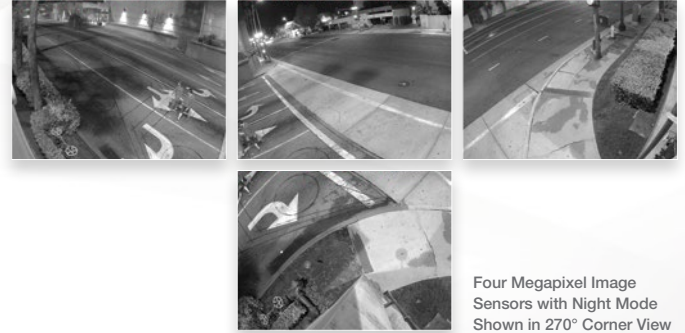 Four Megapixel Image
Sensors with Night Mode
Shown in 270° Corner View